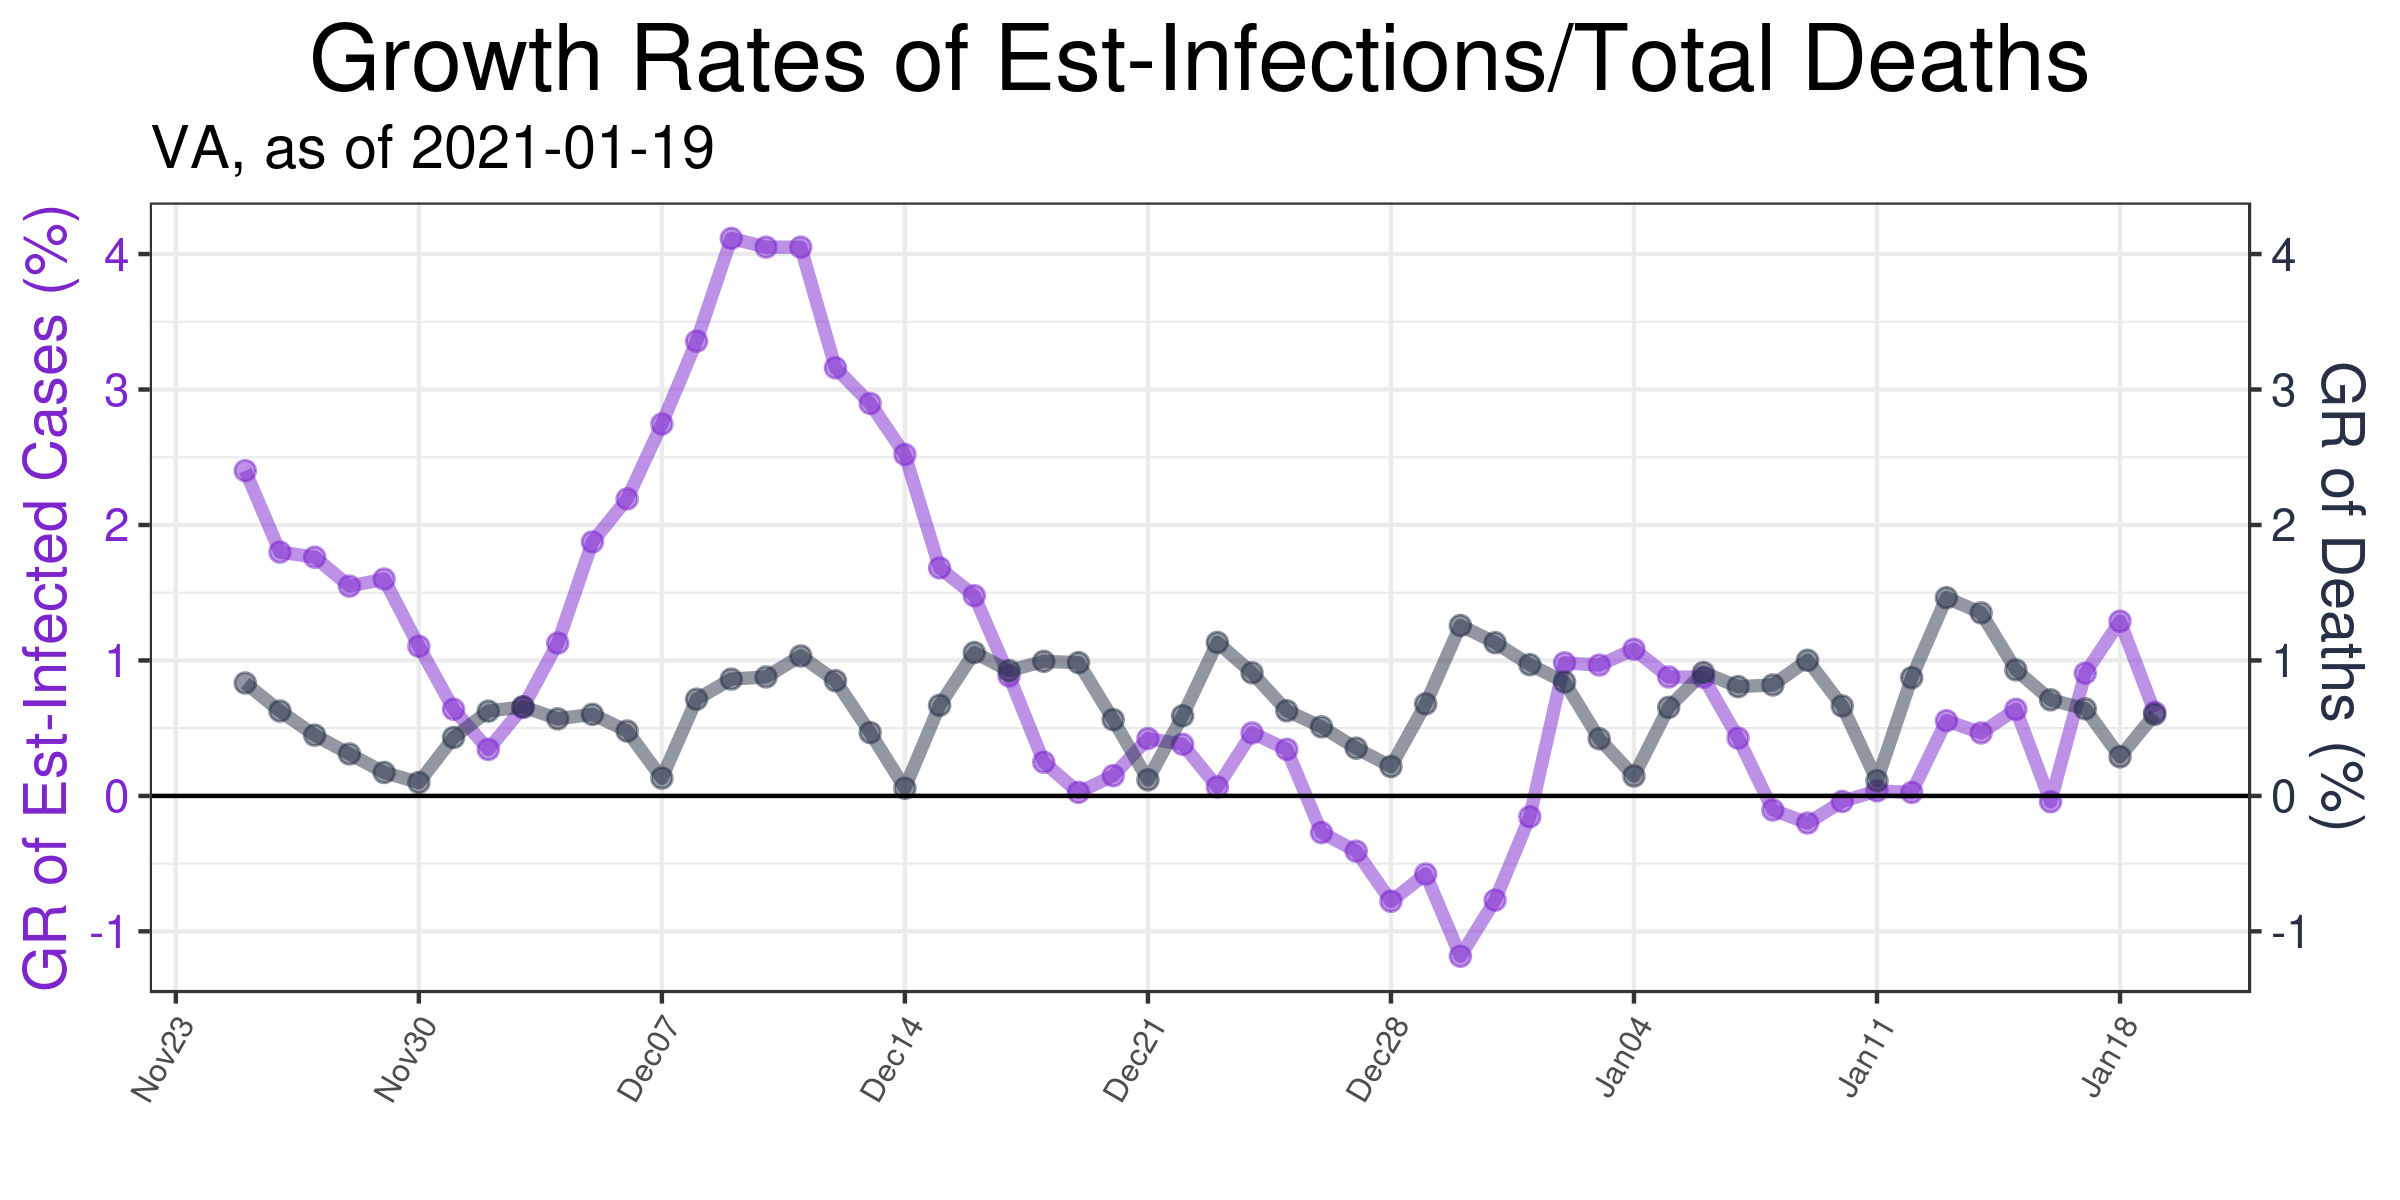 Growth Rates of Est-Infections/Total Deaths
VA, as of 2021-01-19
GR of Est-Infected Cases (%)
4
3
2
1
0
-1
4
3
2
1
0
-1
GR of Deaths (%)
Nov23
Nov30
Dec07
Dec14
Dec21
Dec28
Jan04
Jan11
Jan18